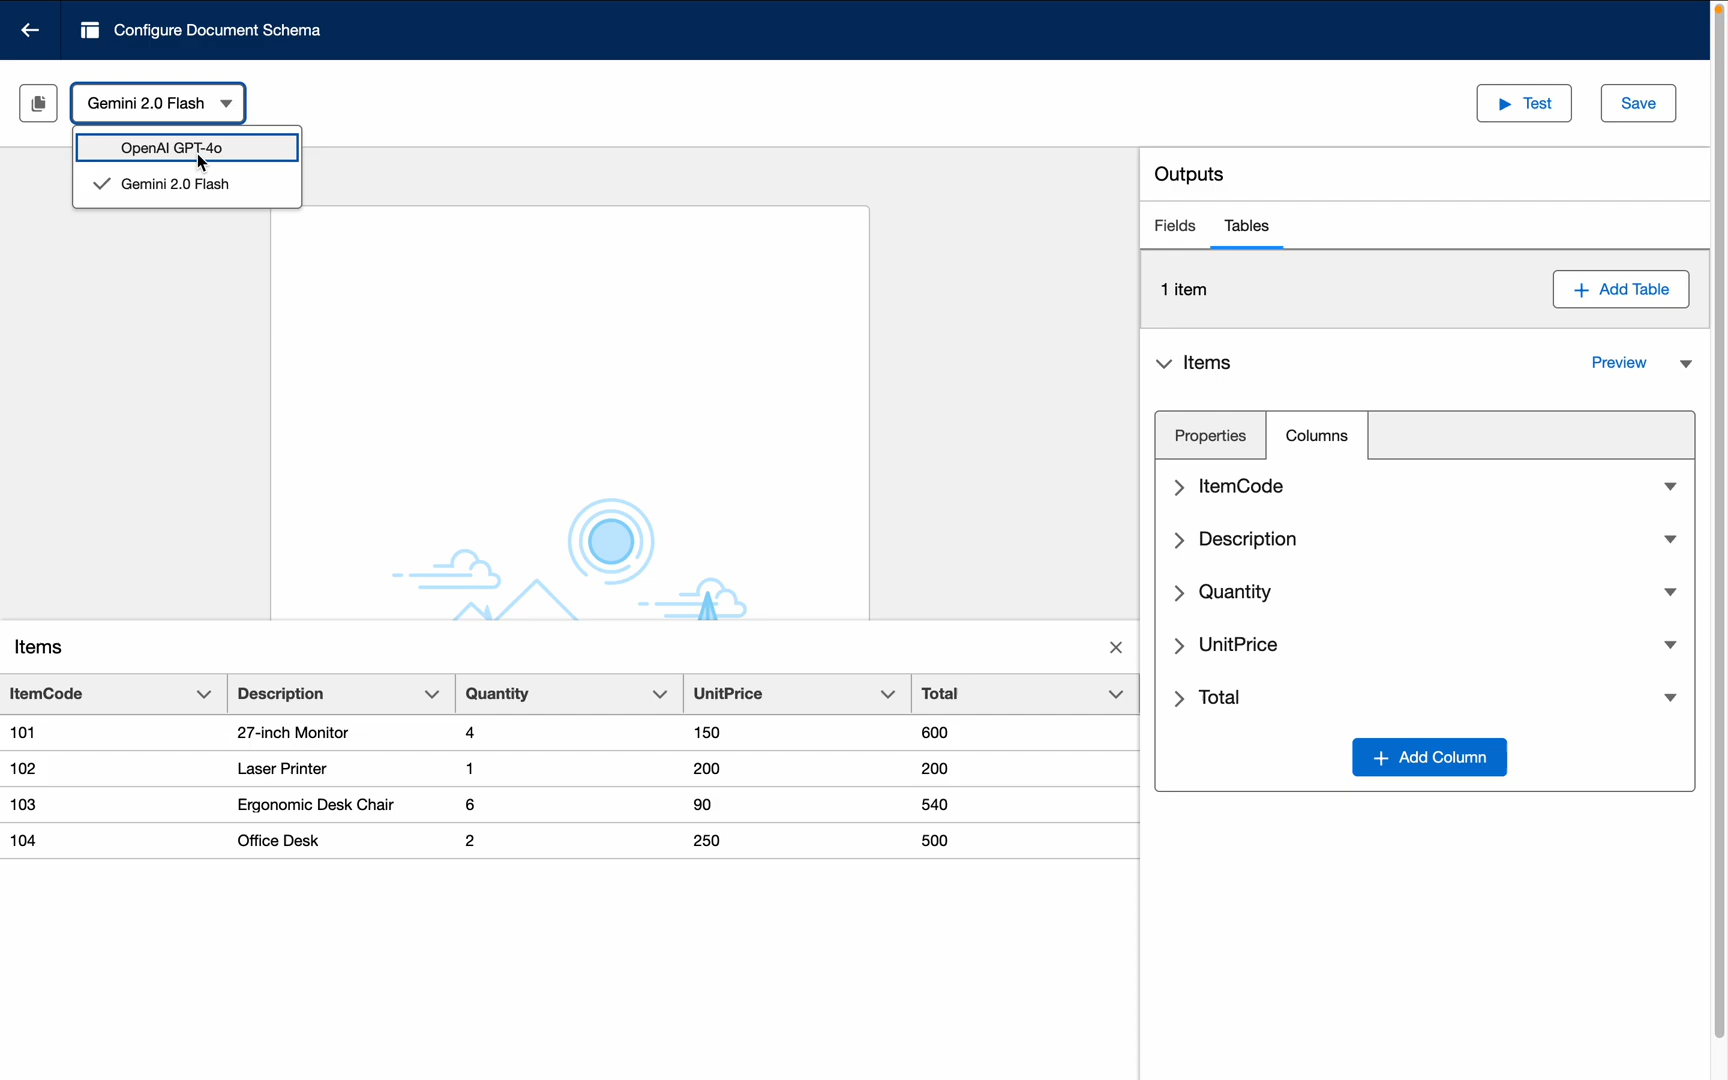 Configure Document Schema
Gemini 2.0 Flash
Test
Save
OpenAI GPT-4o
Gemini 2.0 Flash
Outputs
Fields Tables
1 item
Add Table
Items
Preview
Properties Columns
ItemCode
Description
Quantity
UnitPrice
Total
Add Column
Items
ItemCode Description Quantity UnitPrice Total
101 27-inch Monitor 4 150 600
102 Laser Printer 1 200 200
103 Ergonomic Desk Chair 6 90 540
104 Office Desk 2 250 500